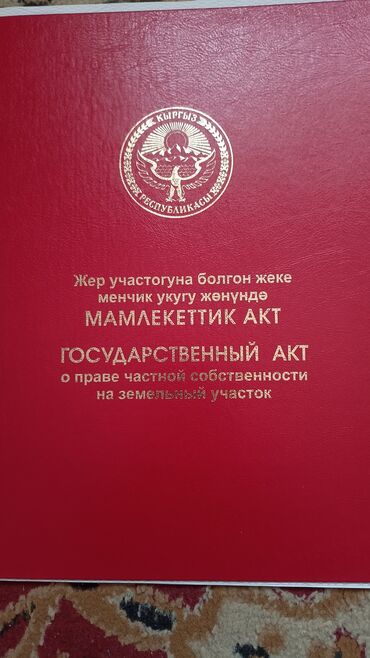 КЫРГЫЗ
РЕСПУБЛИКАСЫ
Жер участогуна болгон жеке
менчик укугу жөнүндө
МАМЛЕКЕТТИК АКТ
ГОСУДАРСТВЕННЫЙ АКТ
о праве частной собственности
на земельный участок